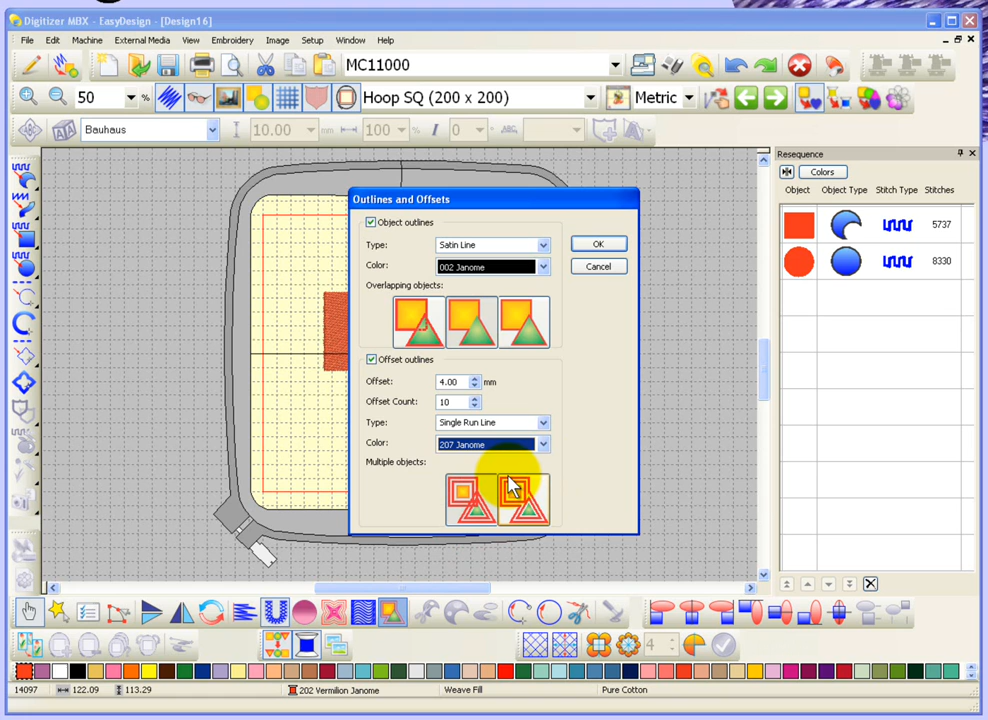 Digitizer MBX - EasyDesign - [Design16]
File Edit Machine External Media View Embroidery Image Setup Window Help
MC11000
50 % Hoop SQ (200 x 200) Metric
Bauhaus 10.00 mm 100 % 0 °
Resequence
Colors
Object Object Type Stitch Type Stitches
5737
8330
Outlines and Offsets
Object outlines
Type: Satin Line OK
Color: 002 Janome Cancel
Overlapping objects:
Offset outlines
Offset: 4.00 mm
Offset Count: 10
Type: Single Run Line
Color: 207 Janome
Multiple objects:
4
14097 122.09 113.29 202 Vermilion Janome Weave Fill Pure Cotton